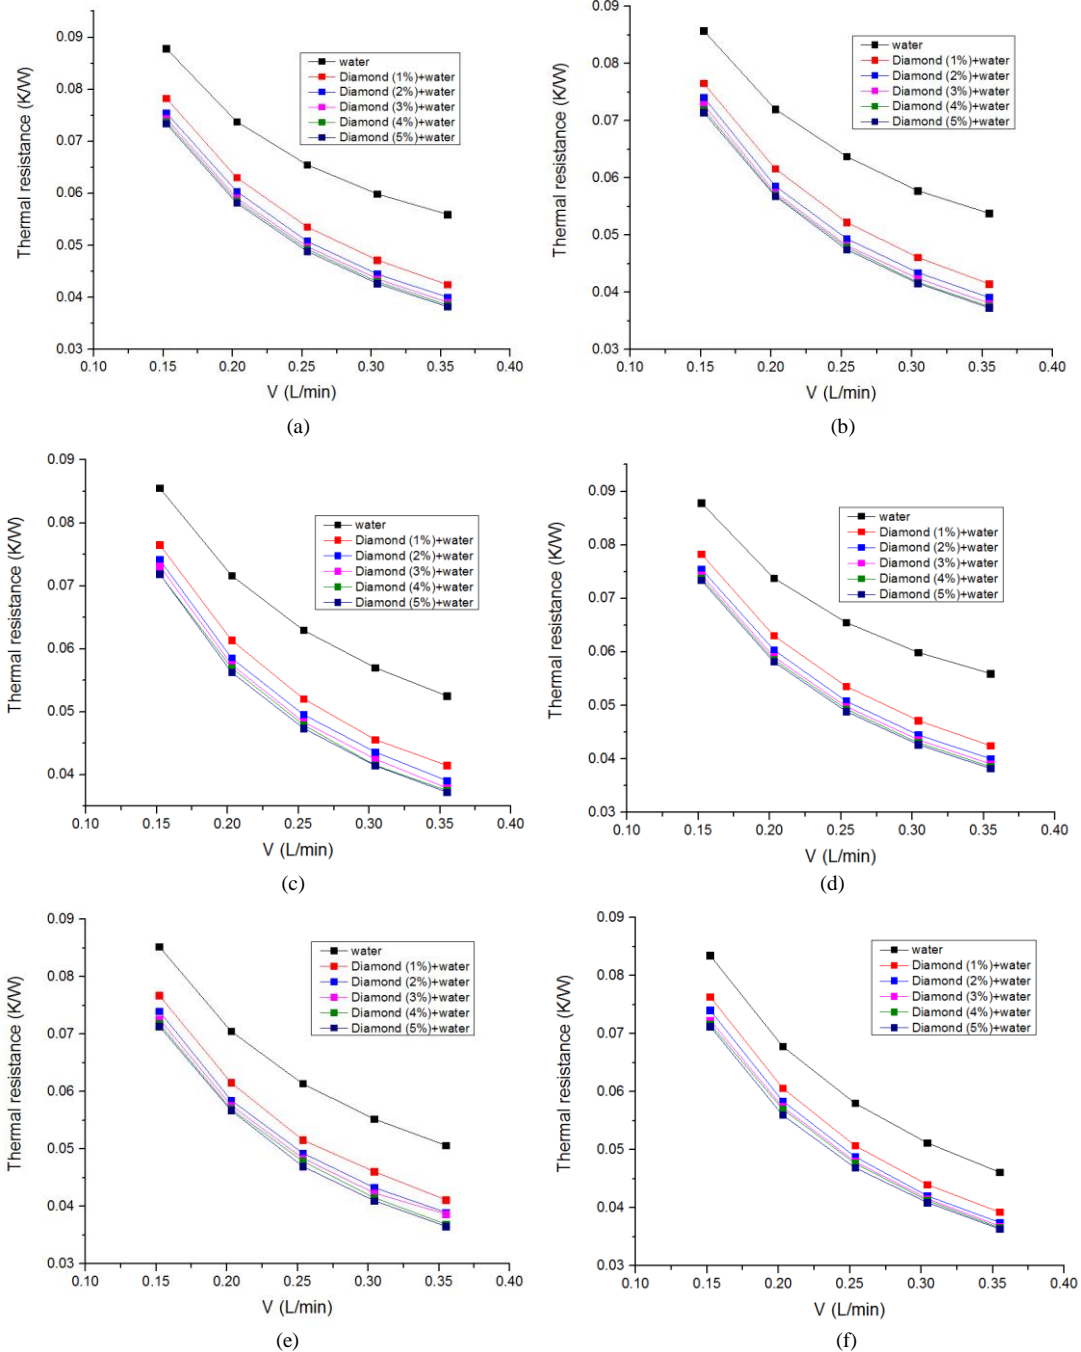 0.09
0.08
0.07
0.06
0.05
0.04
0.03
Thermal resistance (K/W)
water
Diamond (1%)+water
Diamond (2%)+water
Diamond (3%)+water
Diamond (4%)+water
Diamond (5%)+water
0.10 0.15 0.20 0.25 0.30 0.35 0.40
V (L/min)
(a)
0.09
0.08
0.07
0.06
0.05
0.04
0.03
Thermal resistance (K/W)
water
Diamond (1%)+water
Diamond (2%)+water
Diamond (3%)+water
Diamond (4%)+water
Diamond (5%)+water
0.10 0.15 0.20 0.25 0.30 0.35 0.40
V (L/min)
(b)
0.09
0.08
0.07
0.06
0.05
0.04
Thermal resistance (K/W)
water
Diamond (1%)+water
Diamond (2%)+water
Diamond (3%)+water
Diamond (4%)+water
Diamond (5%)+water
0.10 0.15 0.20 0.25 0.30 0.35 0.40
V (L/min)
(c)
0.09
0.08
0.07
0.06
0.05
0.04
0.03
Thermal resistance (K/W)
water
Diamond (1%)+water
Diamond (2%)+water
Diamond (3%)+water
Diamond (4%)+water
Diamond (5%)+water
0.10 0.15 0.20 0.25 0.30 0.35 0.40
V (L/min)
(d)
0.09
0.08
0.07
0.06
0.05
0.04
0.03
Thermal resistance (K/W)
water
Diamond (1%)+water
Diamond (2%)+water
Diamond (3%)+water
Diamond (4%)+water
Diamond (5%)+water
0.10 0.15 0.20 0.25 0.30 0.35 0.40
V (L/min)
(e)
0.09
0.08
0.07
0.06
0.05
0.04
0.03
Thermal resistance (K/W)
water
Diamond (1%)+water
Diamond (2%)+water
Diamond (3%)+water
Diamond (4%)+water
Diamond (5%)+water
0.10 0.15 0.20 0.25 0.30 0.35 0.40
V (L/min)
(f)